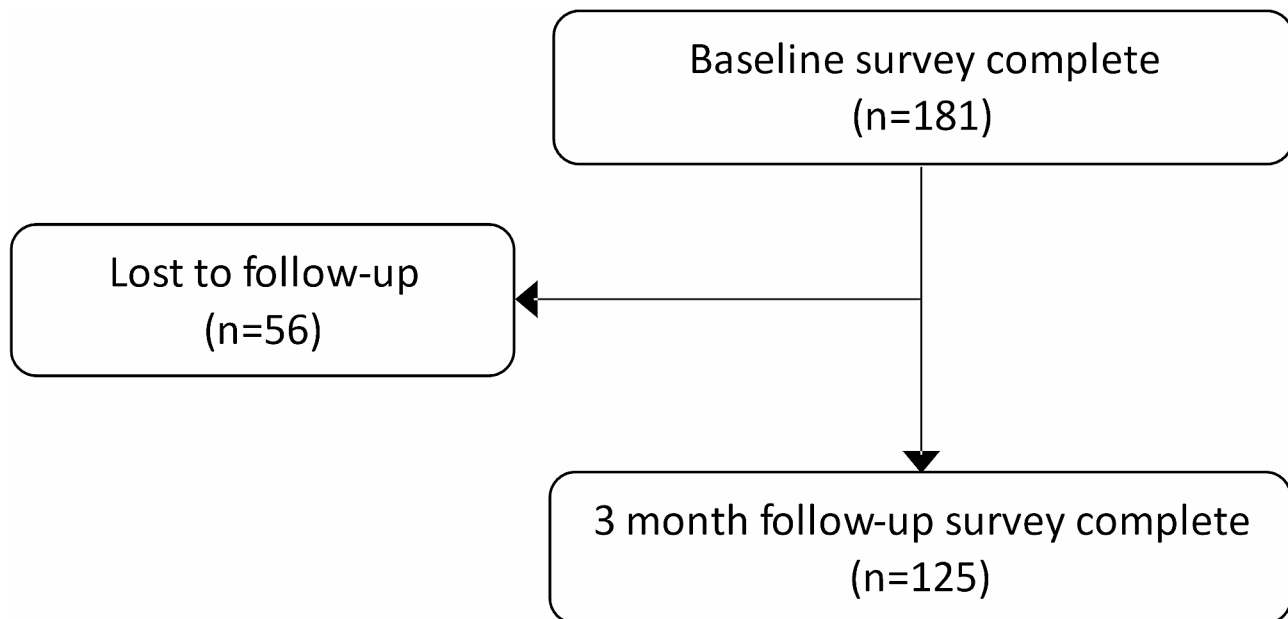 Baseline survey complete
(n=181)
Lost to follow-up
(n=56)
3 month follow-up survey complete
(n=125)